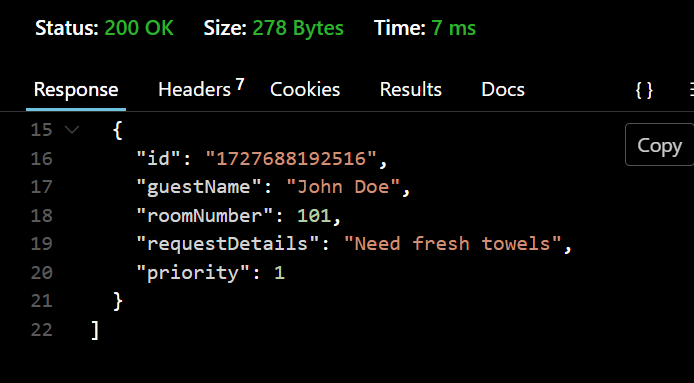 Status: 200 OK Size: 278 Bytes Time: 7 ms
Response Headers 7 Cookies Results Docs { }
15 {
Copy
16 "id": "1727688192516",
17 "guestName": "John Doe",
18 "roomNumber": 101,
19 "requestDetails": "Need fresh towels",
20 "priority": 1
21 }
22 ]